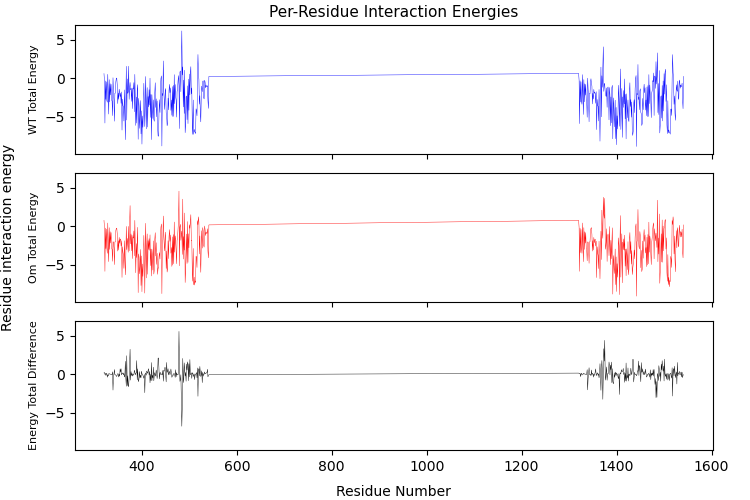 Per-Residue Interaction Energies
Residue interaction energy
WT Total Energy
5
0
−5
Om Total Energy
5
0
−5
Energy Total Difference
5
0
−5
400 600 800 1000 1200 1400 1600
Residue Number